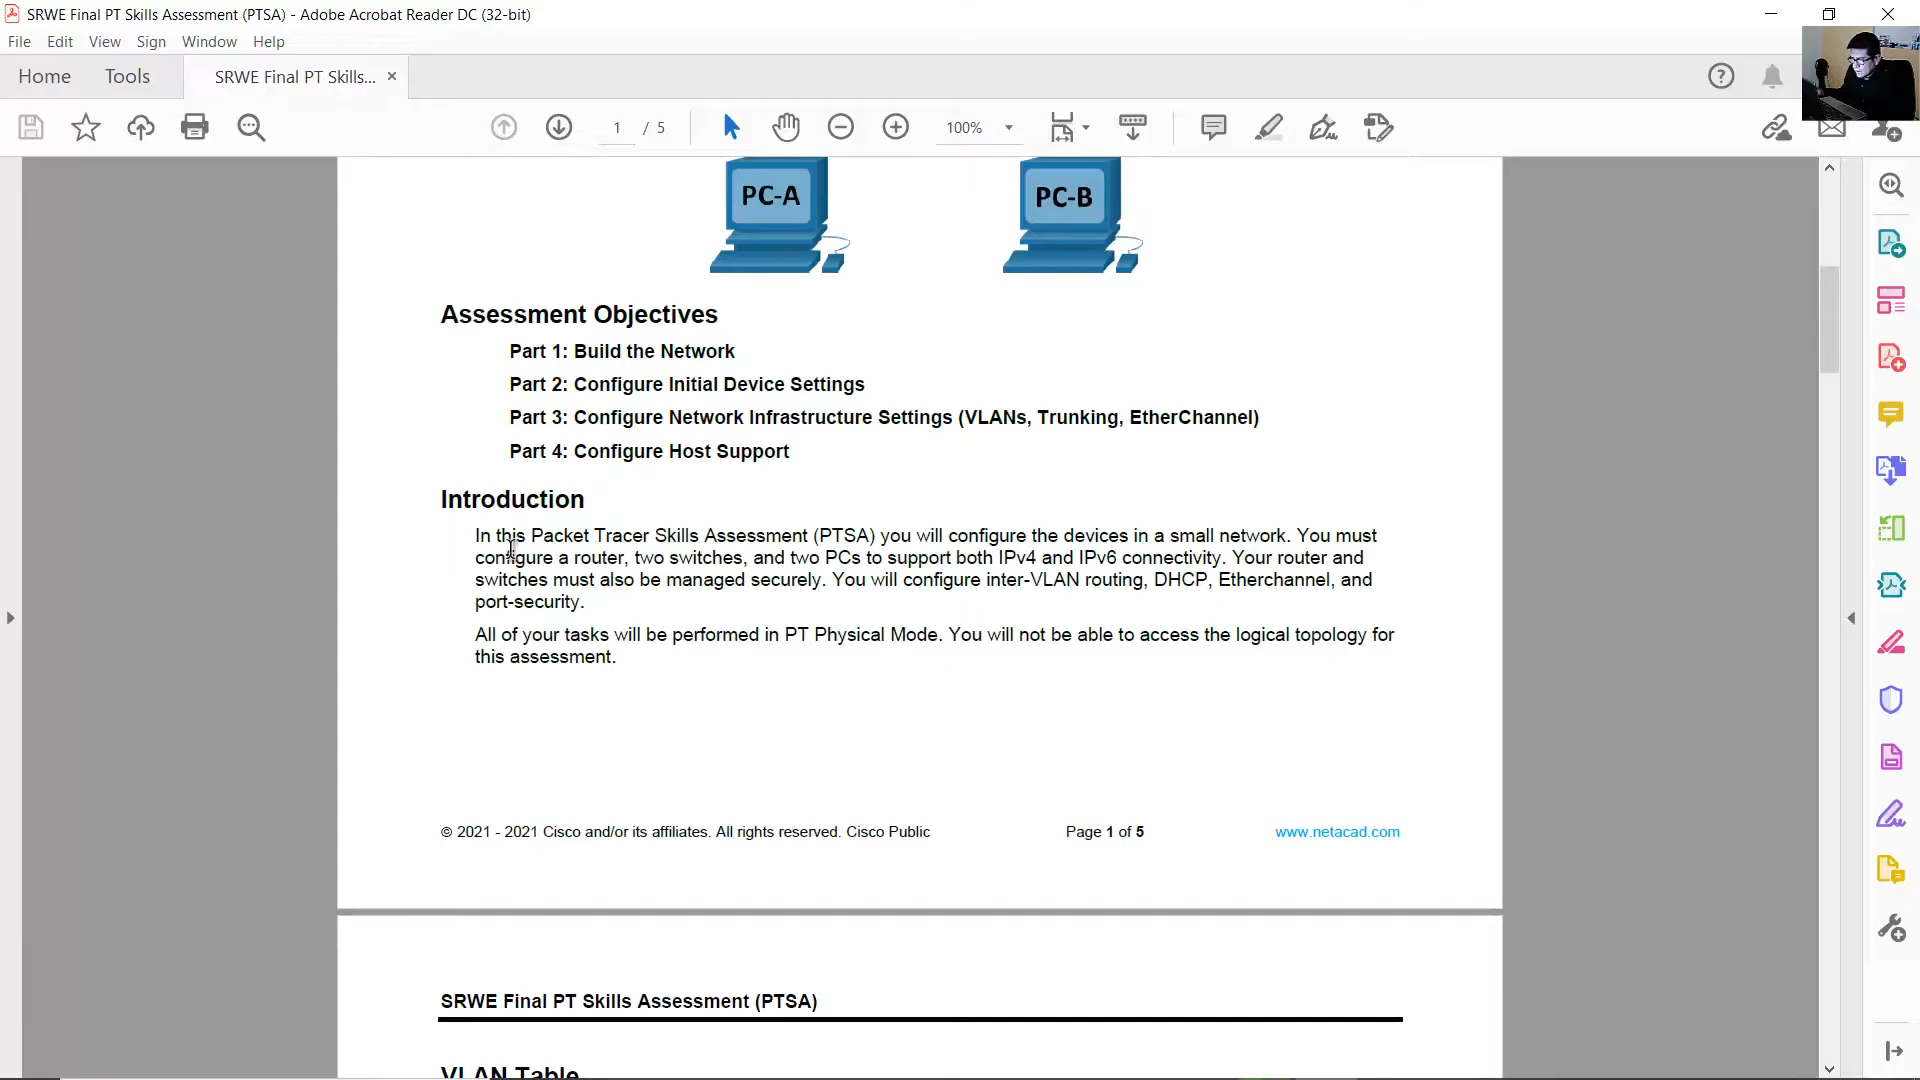 SRWE Final PT Skills Assessment (PTSA) - Adobe Acrobat Reader DC (32-bit)
File Edit View Sign Window Help
Home Tools SRWE Final PT Skills... ×
1 / 5 100%
PC-A PC-B
Assessment Objectives
Part 1: Build the Network
Part 2: Configure Initial Device Settings
Part 3: Configure Network Infrastructure Settings (VLANs, Trunking, EtherChannel)
Part 4: Configure Host Support
Introduction
In this Packet Tracer Skills Assessment (PTSA) you will configure the devices in a small network. You must
configure a router, two switches, and two PCs to support both IPv4 and IPv6 connectivity. Your router and
switches must also be managed securely. You will configure inter-VLAN routing, DHCP, Etherchannel, and
port-security.
All of your tasks will be performed in PT Physical Mode. You will not be able to access the logical topology for
this assessment.
© 2021 - 2021 Cisco and/or its affiliates. All rights reserved. Cisco Public Page 1 of 5 www.netacad.com
SRWE Final PT Skills Assessment (PTSA)
VLAN Table